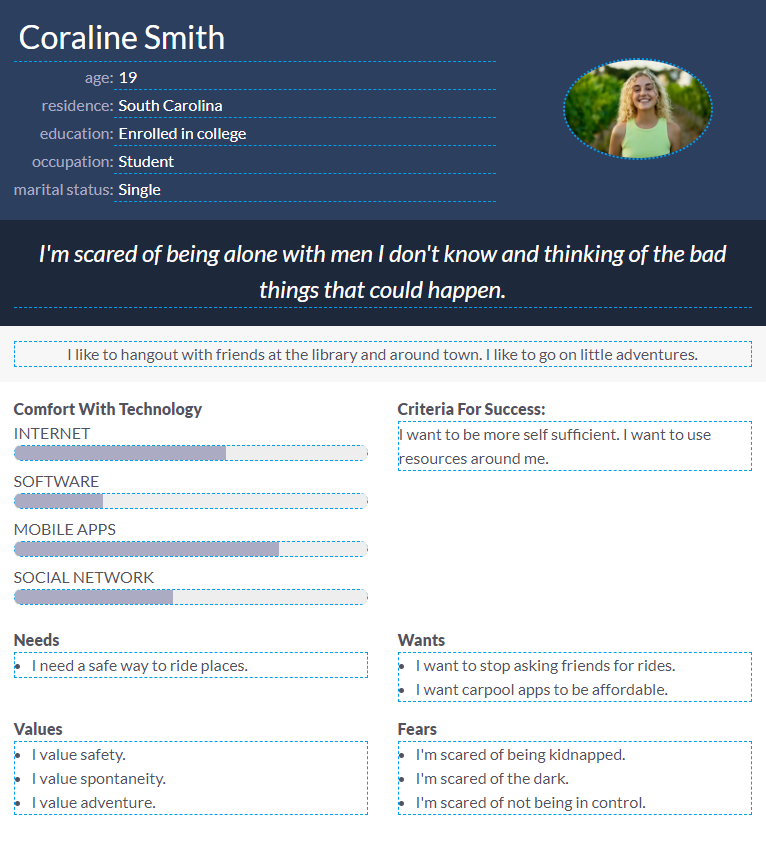 Coraline Smith
age: 19
residence: South Carolina
education: Enrolled in college
occupation: Student
marital status: Single
I'm scared of being alone with men I don't know and thinking of the bad
things that could happen.
I like to hangout with friends at the library and around town. I like to go on little adventures.
Comfort With Technology
INTERNET
SOFTWARE
MOBILE APPS
SOCIAL NETWORK
Criteria For Success:
I want to be more self sufficient. I want to use
resources around me.
Needs
• I need a safe way to ride places.
Wants
• I want to stop asking friends for rides.
• I want carpool apps to be affordable.
Values
• I value safety.
• I value spontaneity.
• I value adventure.
Fears
• I'm scared of being kidnapped.
• I'm scared of the dark.
• I'm scared of not being in control.